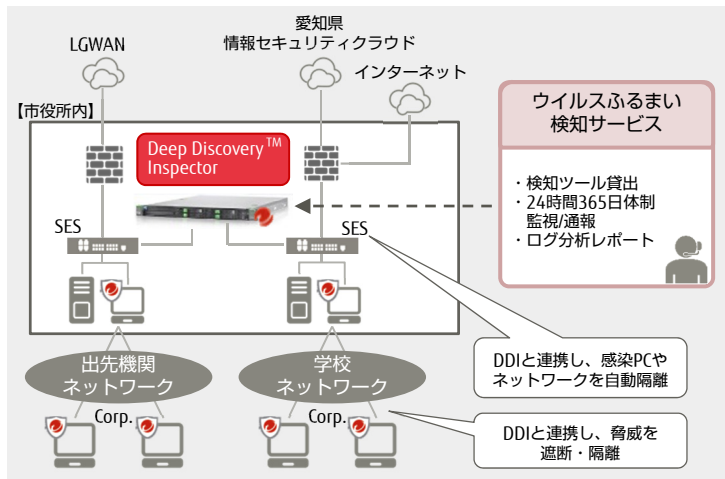 LGWAN
愛知県
情報セキュリティクラウド
インターネット
【市役所内】
Deep Discovery™
Inspector
SES
SES
ウイルスふるまい
検知サービス
・検知ツール貸出
・24時間365日体制
監視/通報
・ログ分析レポート
出先機関
ネットワーク
学校
ネットワーク
Corp.
Corp.
DDIと連携し、感染PCや
ネットワークを自動隔離
DDIと連携し、脅威を
遮断・隔離